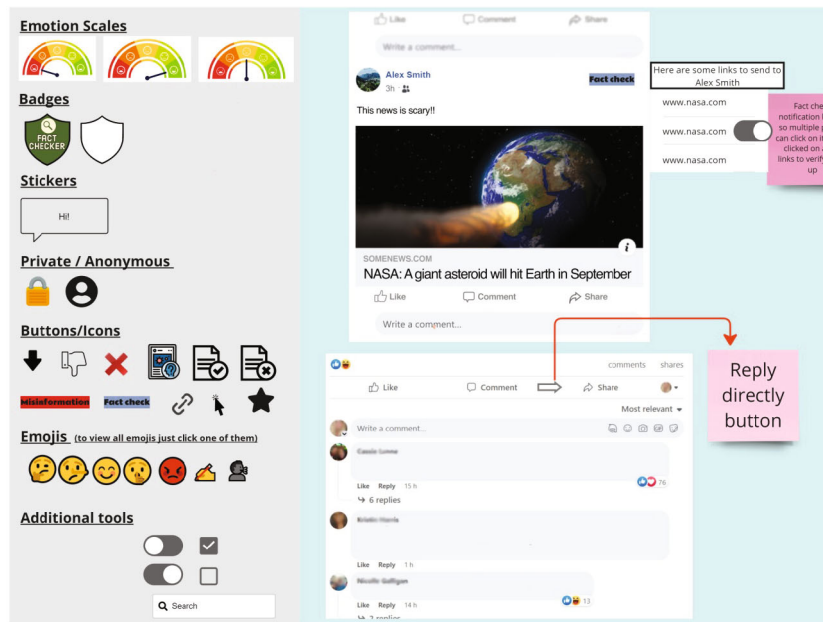 Emotion Scales
Badges
FACT
CHECKER
Stickers
Hi!
Private / Anonymous
Buttons/Icons
Misinformation
Fact check
Emojis (to view all emojis just click one of them)
Additional tools
Search
Like Comment Share
Write a comment...
Alex Smith
3h
Fact check
This news is scary!!
i
SOMENEWS.COM
NASA: A giant asteroid will hit Earth in September
Like Comment Share
Write a comment...
Here are some links to send to
Alex Smith
www.nasa.com
www.nasa.com
www.nasa.com
Fact che
notification
so multiple p
can click on it
clicked on
links to verify
up
comments shares
Like Comment Share
Most relevant
Write a comment...
GIF
Like Reply 15 h
76
6 replies
Like Reply 1 h
Like Reply 14 h
13
2 replies
Reply
directly
button